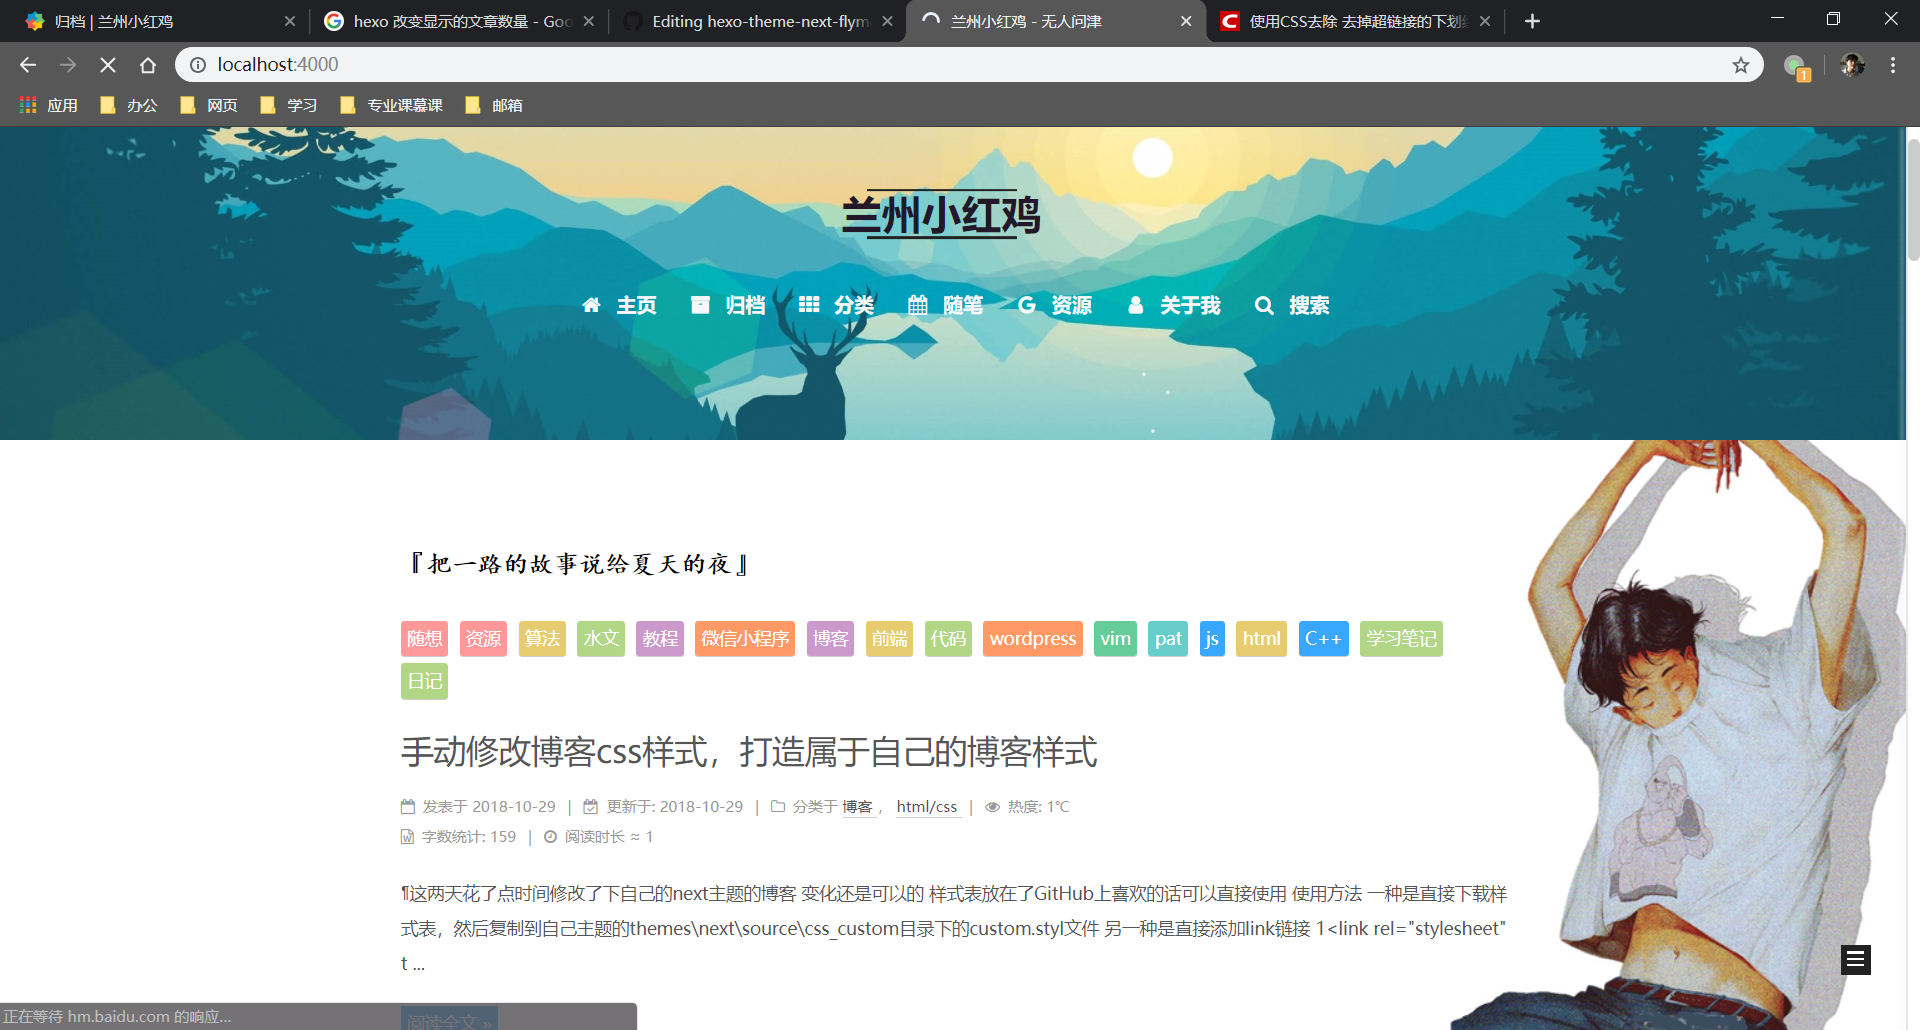 归档 | 兰州小红鸡
hexo 改变显示的文章数量 - Goo
Editing hexo-theme-next-flym
兰州小红鸡 - 无人问津
使用CSS去除 去掉超链接的下划
localhost:4000
1
应用
办公
网页
学习
专业课慕课
邮箱
兰州小红鸡
主页
归档
分类
随笔
资源
关于我
搜索
『把一路的故事说给夏天的夜』
随想 资源 算法 水文 教程 微信小程序 博客 前端 代码 wordpress vim pat js html C++ 学习笔记
日记
手动修改博客css样式，打造属于自己的博客样式
发表于 2018-10-29 | 更新于: 2018-10-29 | 分类于 博客 ， html/css | 热度: 1℃
字数统计: 159 | 阅读时长 ≈ 1
¶这两天花了点时间修改了下自己的next主题的博客 变化还是可以的 样式表放在了GitHub上喜欢的话可以直接使用 使用方法 一种是直接下载样
式表，然后复制到自己主题的themes\next\source\css_custom目录下的custom.styl文件 另一种是直接添加link链接 1<link rel="stylesheet"
t ...
阅读全文 »
正在等待 hm.baidu.com 的响应...